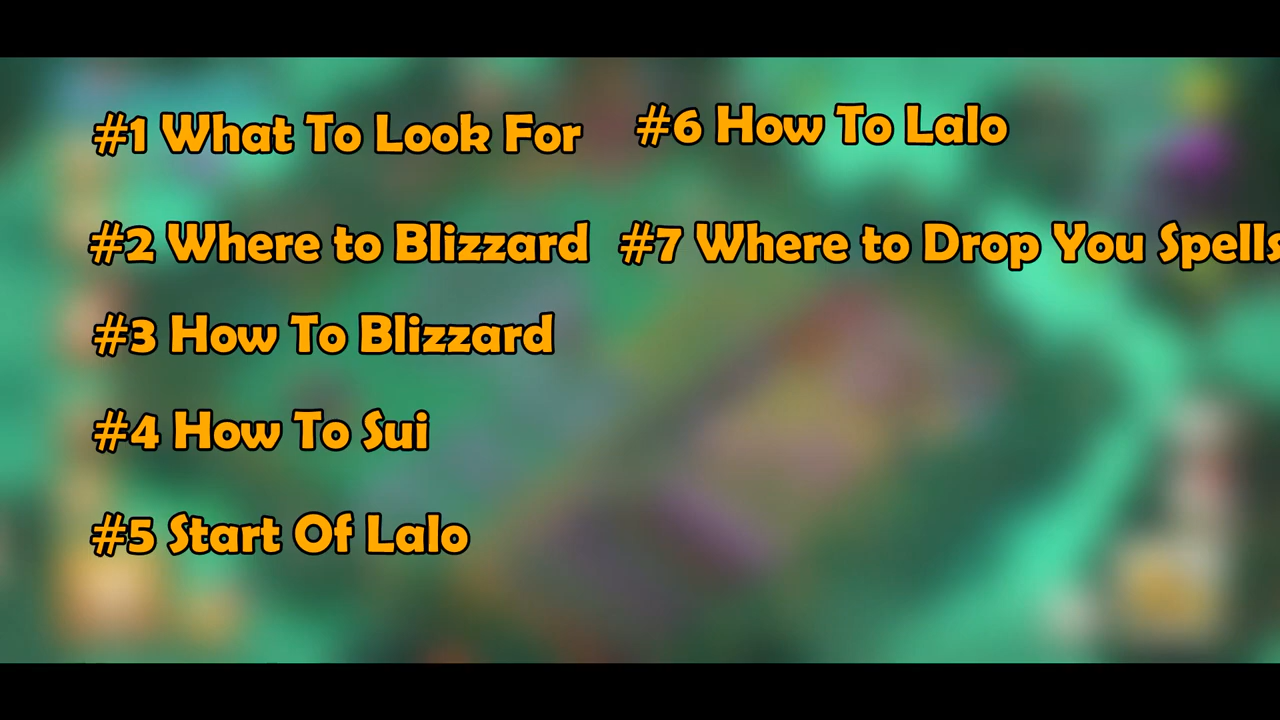 #1 What To Look For
#2 Where to Blizzard
#3 How To Blizzard
#4 How To Sui
#5 Start Of Lalo
#6 How To Lalo
#7 Where to Drop You Spells